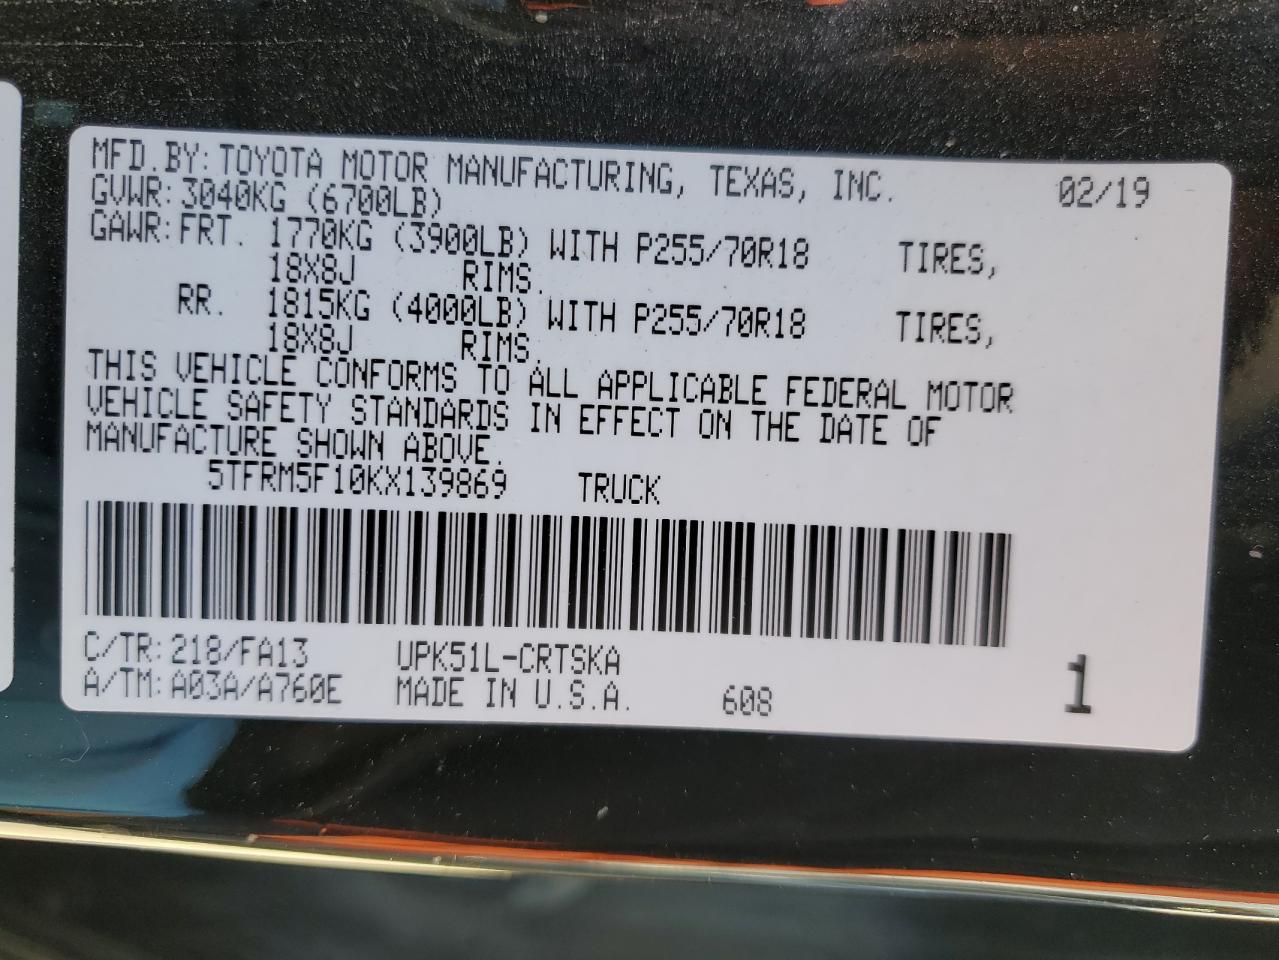 MFD.BY:TOYOTA MOTOR MANUFACTURING, TEXAS, INC. 02/19
GVWR:3040KG (6700LB)
GAWR:FRT. 1770KG (3900LB) WITH P255/70R18 TIRES,
18X8J RIMS.
RR. 1815KG (4000LB) WITH P255/70R18 TIRES,
18X8J RIMS.
THIS VEHICLE CONFORMS TO ALL APPLICABLE FEDERAL MOTOR
VEHICLE SAFETY STANDARDS IN EFFECT ON THE DATE OF
MANUFACTURE SHOWN ABOVE.
5TFRM5F10KX139869 TRUCK
C/TR:218/FA13 UPK51L-CRTSKA
A/TM:A03A/A760E MADE IN U.S.A. 608 1